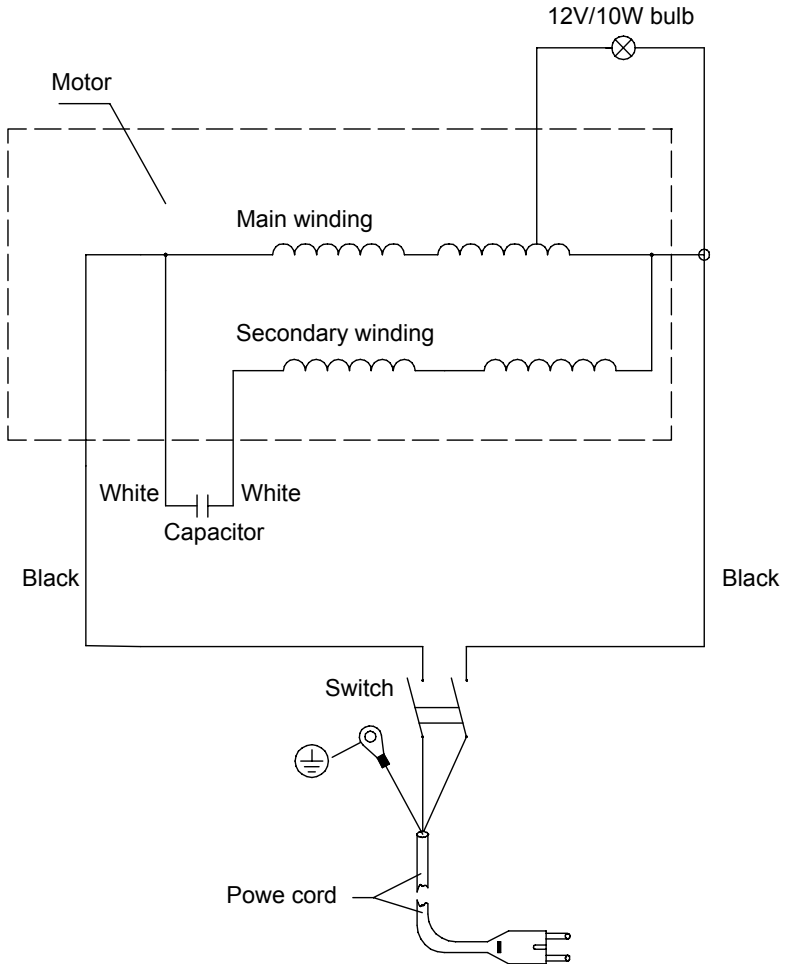 12V/10W bulb
Motor
Main winding
Secondary winding
White
White
Capacitor
Black
Black
Switch
Powe cord